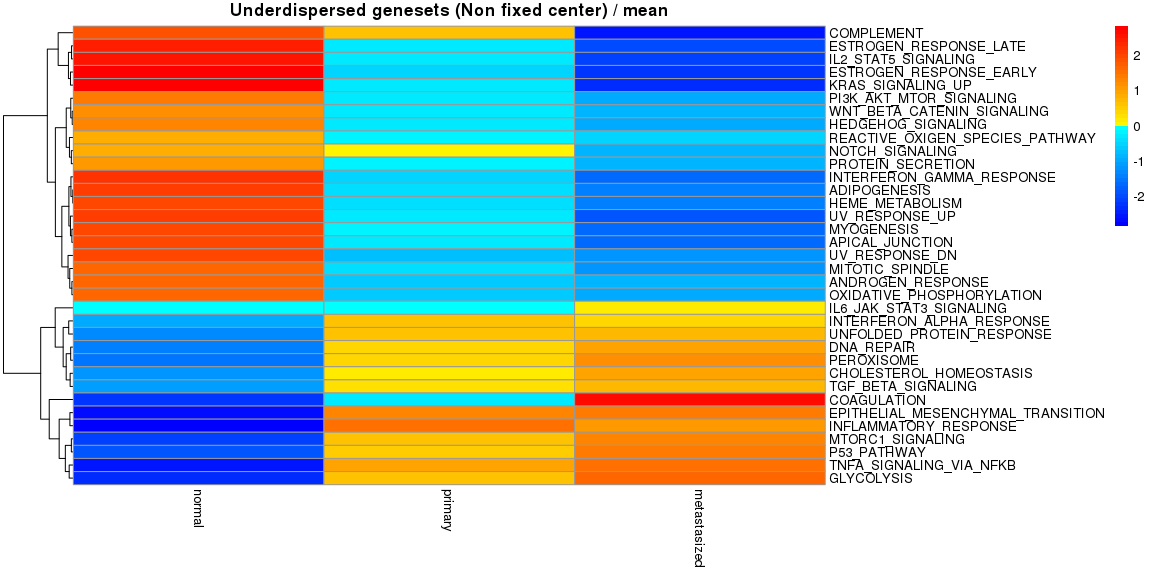 Underdispersed genesets (Non fixed center) / mean
COMPLEMENT
ESTROGEN_RESPONSE_LATE
IL2_STAT5_SIGNALING
ESTROGEN_RESPONSE_EARLY
KRAS_SIGNALING_UP
PI3K_AKT_MTOR_SIGNALING
WNT_BETA_CATENIN_SIGNALING
HEDGEHOG_SIGNALING
REACTIVE_OXIGEN_SPECIES_PATHWAY
NOTCH_SIGNALING
PROTEIN_SECRETION
INTERFERON_GAMMA_RESPONSE
ADIPOGENESIS
HEME_METABOLISM
UV_RESPONSE_UP
MYOGENESIS
APICAL_JUNCTION
UV_RESPONSE_DN
MITOTIC_SPINDLE
ANDROGEN_RESPONSE
OXIDATIVE_PHOSPHORYLATION
IL6_JAK_STAT3_SIGNALING
INTERFERON_ALPHA_RESPONSE
UNFOLDED_PROTEIN_RESPONSE
DNA_REPAIR
PEROXISOME
CHOLESTEROL_HOMEOSTASIS
TGF_BETA_SIGNALING
COAGULATION
EPITHELIAL_MESENCHYMAL_TRANSITION
INFLAMMATORY_RESPONSE
MTORC1_SIGNALING
P53_PATHWAY
TNFA_SIGNALING_VIA_NFKB
GLYCOLYSIS
2
1
0
-1
-2
normal
primary
metastasized